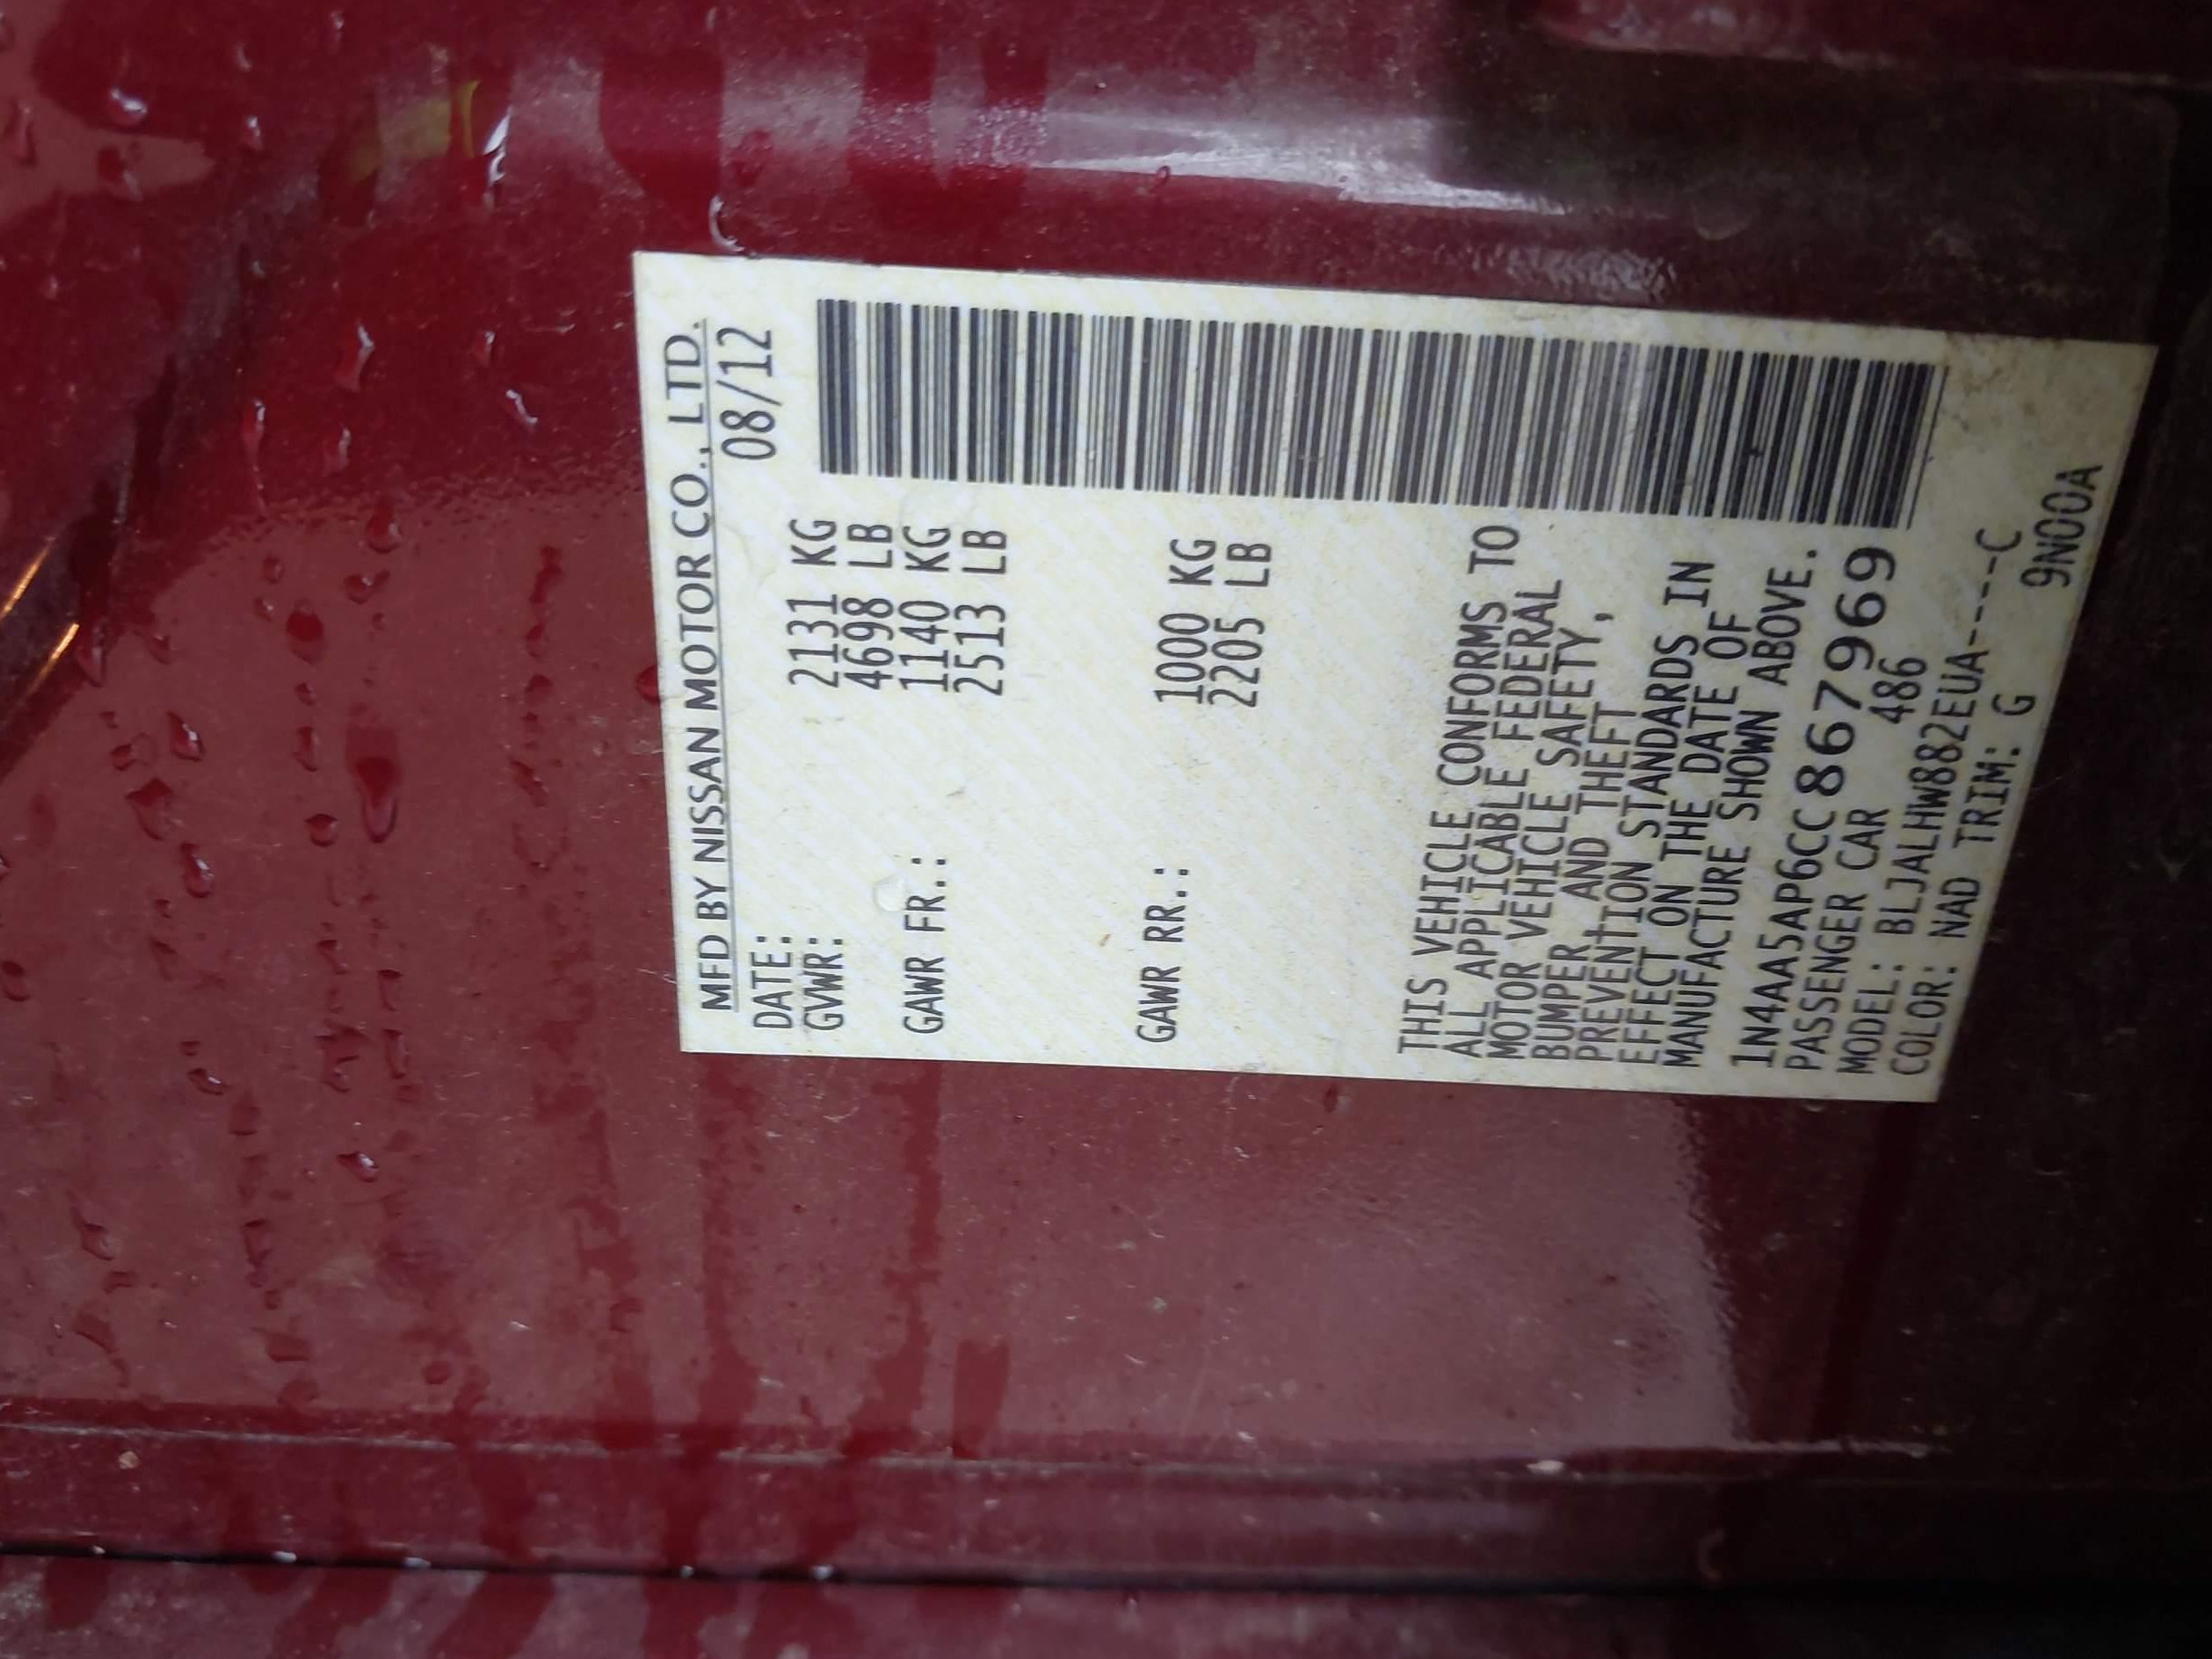 MFD BY NISSAN MOTOR CO., LTD.
DATE: 08/12
GVWR: 2131 KG
4698 LB
GAWR FR.: 1140 KG
2513 LB
GAWR RR.: 1000 KG
2205 LB
THIS VEHICLE CONFORMS TO
ALL APPLICABLE FEDERAL
MOTOR VEHICLE SAFETY,
BUMPER, AND THEFT
PREVENTION STANDARDS IN
EFFECT ON THE DATE OF
MANUFACTURE SHOWN ABOVE.
1N4AA5AP6CC867969
PASSENGER CAR 486
MODEL: BLJALHW882EUA----C
COLOR: NAD TRIM: G 9N00A